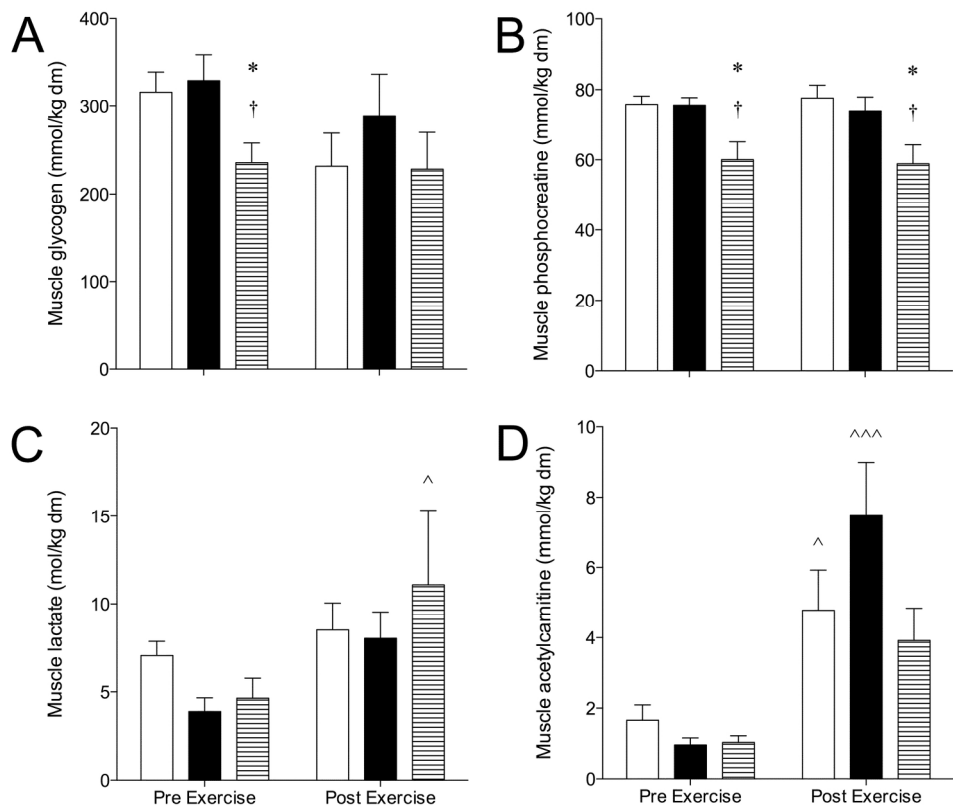 A
Muscle glycogen (mmol/kg dm)
400
300
200
100
0
*
†
B
Muscle phosphocreatine (mmol/kg dm)
100
80
60
40
20
0
*
†
*
†
C
Muscle lactate (mol/kg dm)
20
15
10
5
0
^
Pre Exercise
Post Exercise
D
Muscle acetylcarnitine (mmol/kg dm)
10
8
6
4
2
0
^
^^^
Pre Exercise
Post Exercise